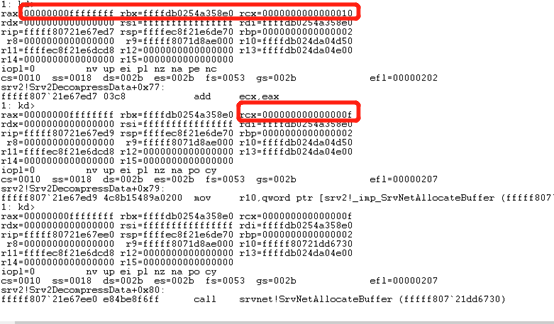 1: kd>
rax=00000000ffffffff rbx=ffffdb0254a358e0 rcx=0000000000000010
rdx=0000000000000000 rsi=ffffffffffffffff rdi=ffffdb0254a358e0
rip=fffff80721e67ed7 rsp=ffffec8f21e6de70 rbp=0000000000000002
r8=0000000000000000 r9=ffff8071d8ae000 r10=ffffdb024da04d50
r11=ffffec8f21e6dcd8 r12=0000000000000000 r13=ffffdb024da04e00
r14=0000000000000000 r15=0000000000000000
iopl=0 nv up ei pl nz na pe nc
cs=0010 ss=0018 ds=002b es=002b fs=0053 gs=002b efl=00000202
srv2!Srv2DecompressData+0x77:
fffff807`21e67ed7 03c8 add ecx,eax
1: kd>
rax=00000000ffffffff rbx=ffffdb0254a358e0 rcx=000000000000000f
rdx=0000000000000000 rsi=ffffffffffffffff rdi=ffffdb0254a358e0
rip=fffff80721e67ed9 rsp=ffffec8f21e6de70 rbp=0000000000000002
r8=0000000000000000 r9=ffff8071d8ae000 r10=ffffdb024da04d50
r11=ffffec8f21e6dcd8 r12=0000000000000000 r13=ffffdb024da04e00
r14=0000000000000000 r15=0000000000000000
iopl=0 nv up ei pl nz na po cy
cs=0010 ss=0018 ds=002b es=002b fs=0053 gs=002b efl=00000207
srv2!Srv2DecompressData+0x79:
fffff807`21e67ed9 4c8b15489a0200 mov r10,qword ptr [srv2!_imp_SrvNetAllocateBuffer (fffff807`
1: kd>
rax=00000000ffffffff rbx=ffffdb0254a358e0 rcx=000000000000000f
rdx=0000000000000000 rsi=ffffffffffffffff rdi=ffffdb0254a358e0
rip=fffff80721e67ee0 rsp=ffffec8f21e6de70 rbp=0000000000000002
r8=0000000000000000 r9=ffff8071d8ae000 r10=fffff80721dd6730
r11=ffffec8f21e6dcd8 r12=0000000000000000 r13=ffffdb024da04e00
r14=0000000000000000 r15=0000000000000000
iopl=0 nv up ei pl nz na po cy
cs=0010 ss=0018 ds=002b es=002b fs=0053 gs=002b efl=00000207
srv2!Srv2DecompressData+0x80:
fffff807`21e67ee0 e84be8f6ff call srvnet!SrvNetAllocateBuffer (fffff807`21dd6730)